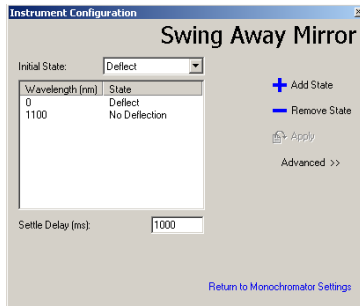 Instrument Configuration
Swing Away Mirror
Initial State: Deflect
Wavelength (nm) State
0 Deflect
1100 No Deflection
Add State
Remove State
Apply
Advanced >>
Settle Delay (ms): 1000
Return to Monochromator Settings